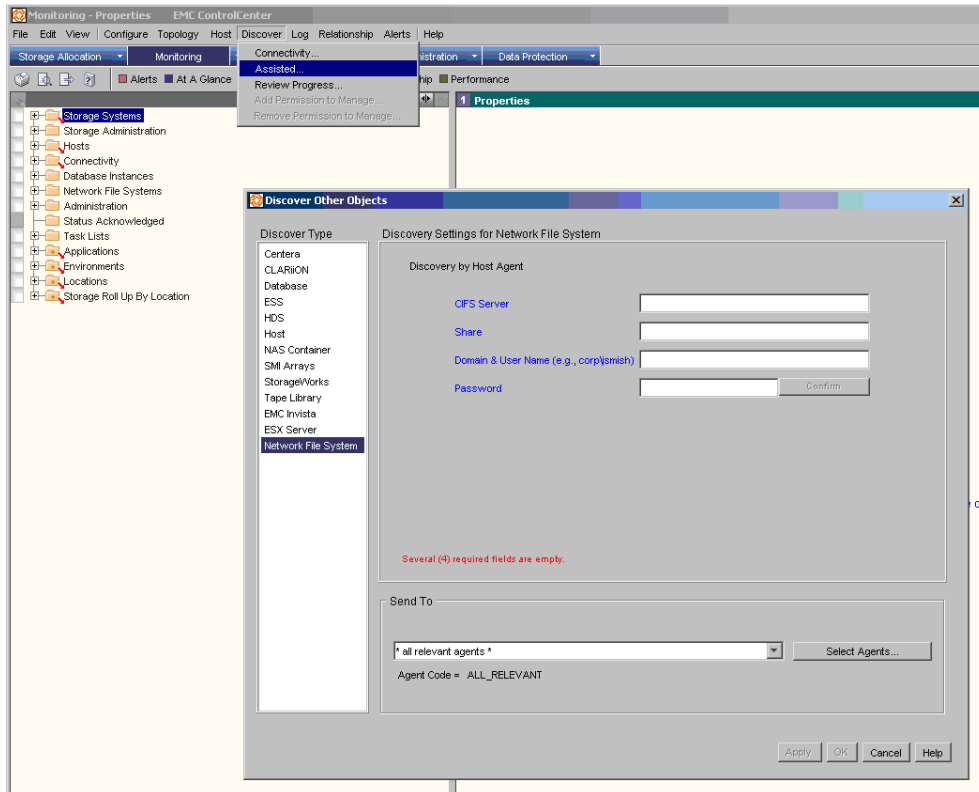 Monitoring - Properties EMC ControlCenter
File Edit View Configure Topology Host Discover Log Relationship Alerts Help
Storage Allocation Monitoring istration Data Protection
Connectivity...
Assisted...
Review Progress...
Add Permission to Manage...
Remove Permission to Manage...
Alerts At A Glance hip Performance
1 Properties
Storage Systems
Storage Administration
Hosts
Connectivity
Database Instances
Network File Systems
Administration
Status Acknowledged
Task Lists
Applications
Environments
Locations
Storage Roll Up By Location
Discover Other Objects
Discover Type
Centera
CLARiiON
Database
ESS
HDS
Host
NAS Container
SMI Arrays
StorageWorks
Tape Library
EMC Invista
ESX Server
Network File System
Discovery Settings for Network File System
Discovery by Host Agent
CIFS Server
Share
Domain & User Name (e.g., corp\jsmish)
Password
Confirm
Several (4) required fields are empty.
Send To
* all relevant agents *
Select Agents...
Agent Code = ALL_RELEVANT
Apply OK Cancel Help